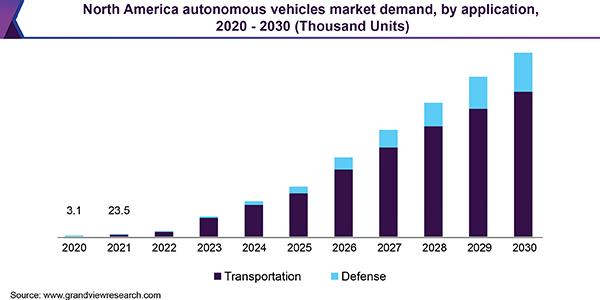 North America autonomous vehicles market demand, by application,
2020 - 2030 (Thousand Units)
3.1 23.5
2020 2021 2022 2023 2024 2025 2026 2027 2028 2029 2030
Transportation Defense
Source: www.grandviewresearch.com